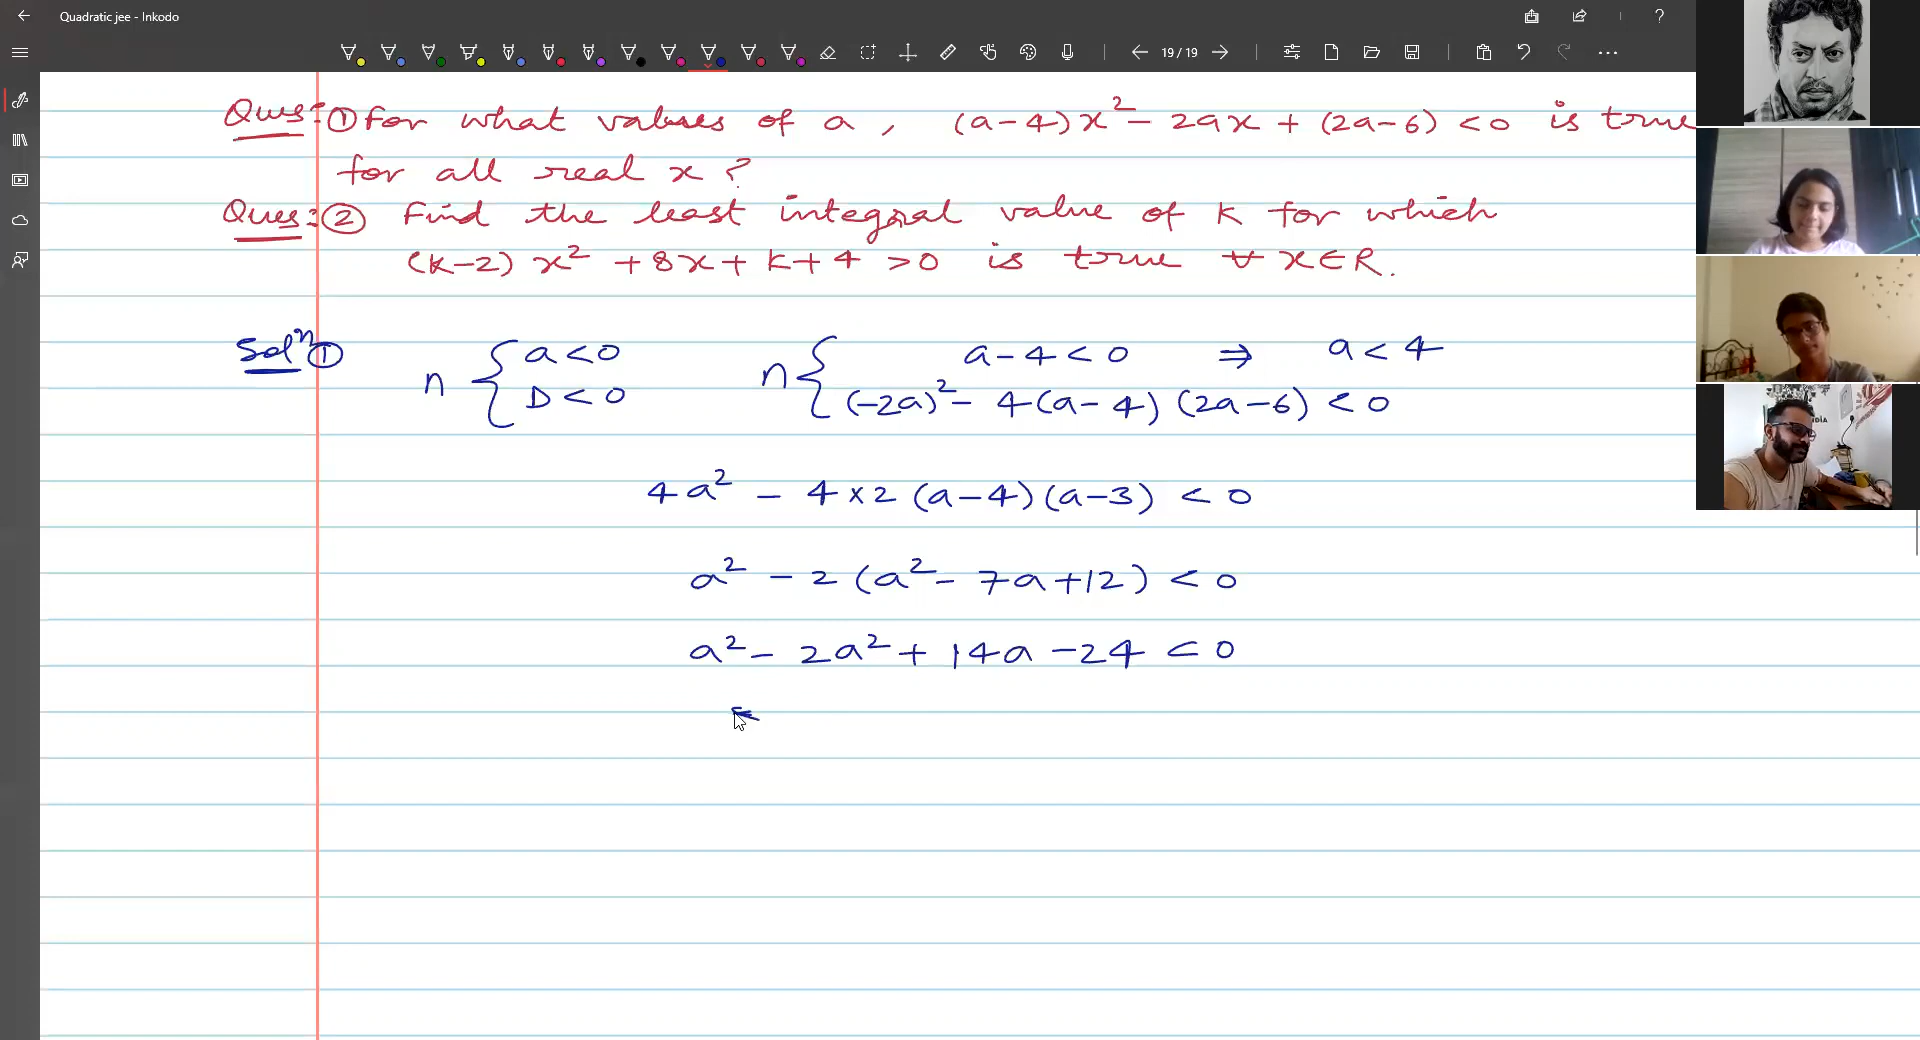 Quadratic jee - Inkodo
19 / 19
Ques: ① For what values of a , (a-4)x² - 2ax + (2a-6) < 0 is true
for all real x ?
Ques: ② Find the least integral value of K for which
(k-2) x² + 8x + k + 4 > 0 is true ∀ x ∈ R.
Solⁿ ① n { a < 0 n { a - 4 < 0 ⇒ a < 4
D < 0 (-2a)² - 4(a-4) (2a-6) < 0
4a² - 4 × 2 (a-4) (a-3) < 0
a² - 2 (a² - 7a + 12) < 0
a² - 2a² + 14a - 24 < 0